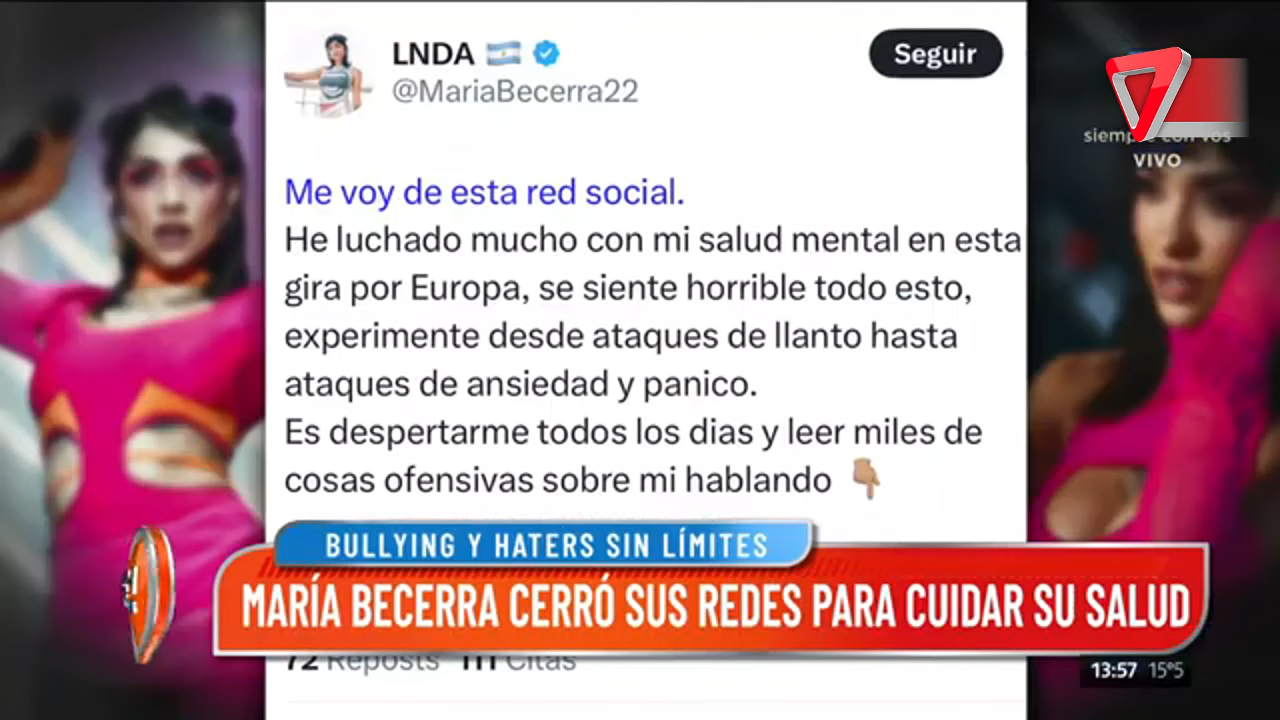 LNDA
@MariaBecerra22
Seguir
siempre con vos
VIVO
Me voy de esta red social.
He luchado mucho con mi salud mental en esta
gira por Europa, se siente horrible todo esto,
experimente desde ataques de llanto hasta
ataques de ansiedad y panico.
Es despertarme todos los dias y leer miles de
cosas ofensivas sobre mi hablando
BULLYING Y HATERS SIN LÍMITES
MARÍA BECERRA CERRÓ SUS REDES PARA CUIDAR SU SALUD
72 Reposts 111 Citas
13:57 15°5